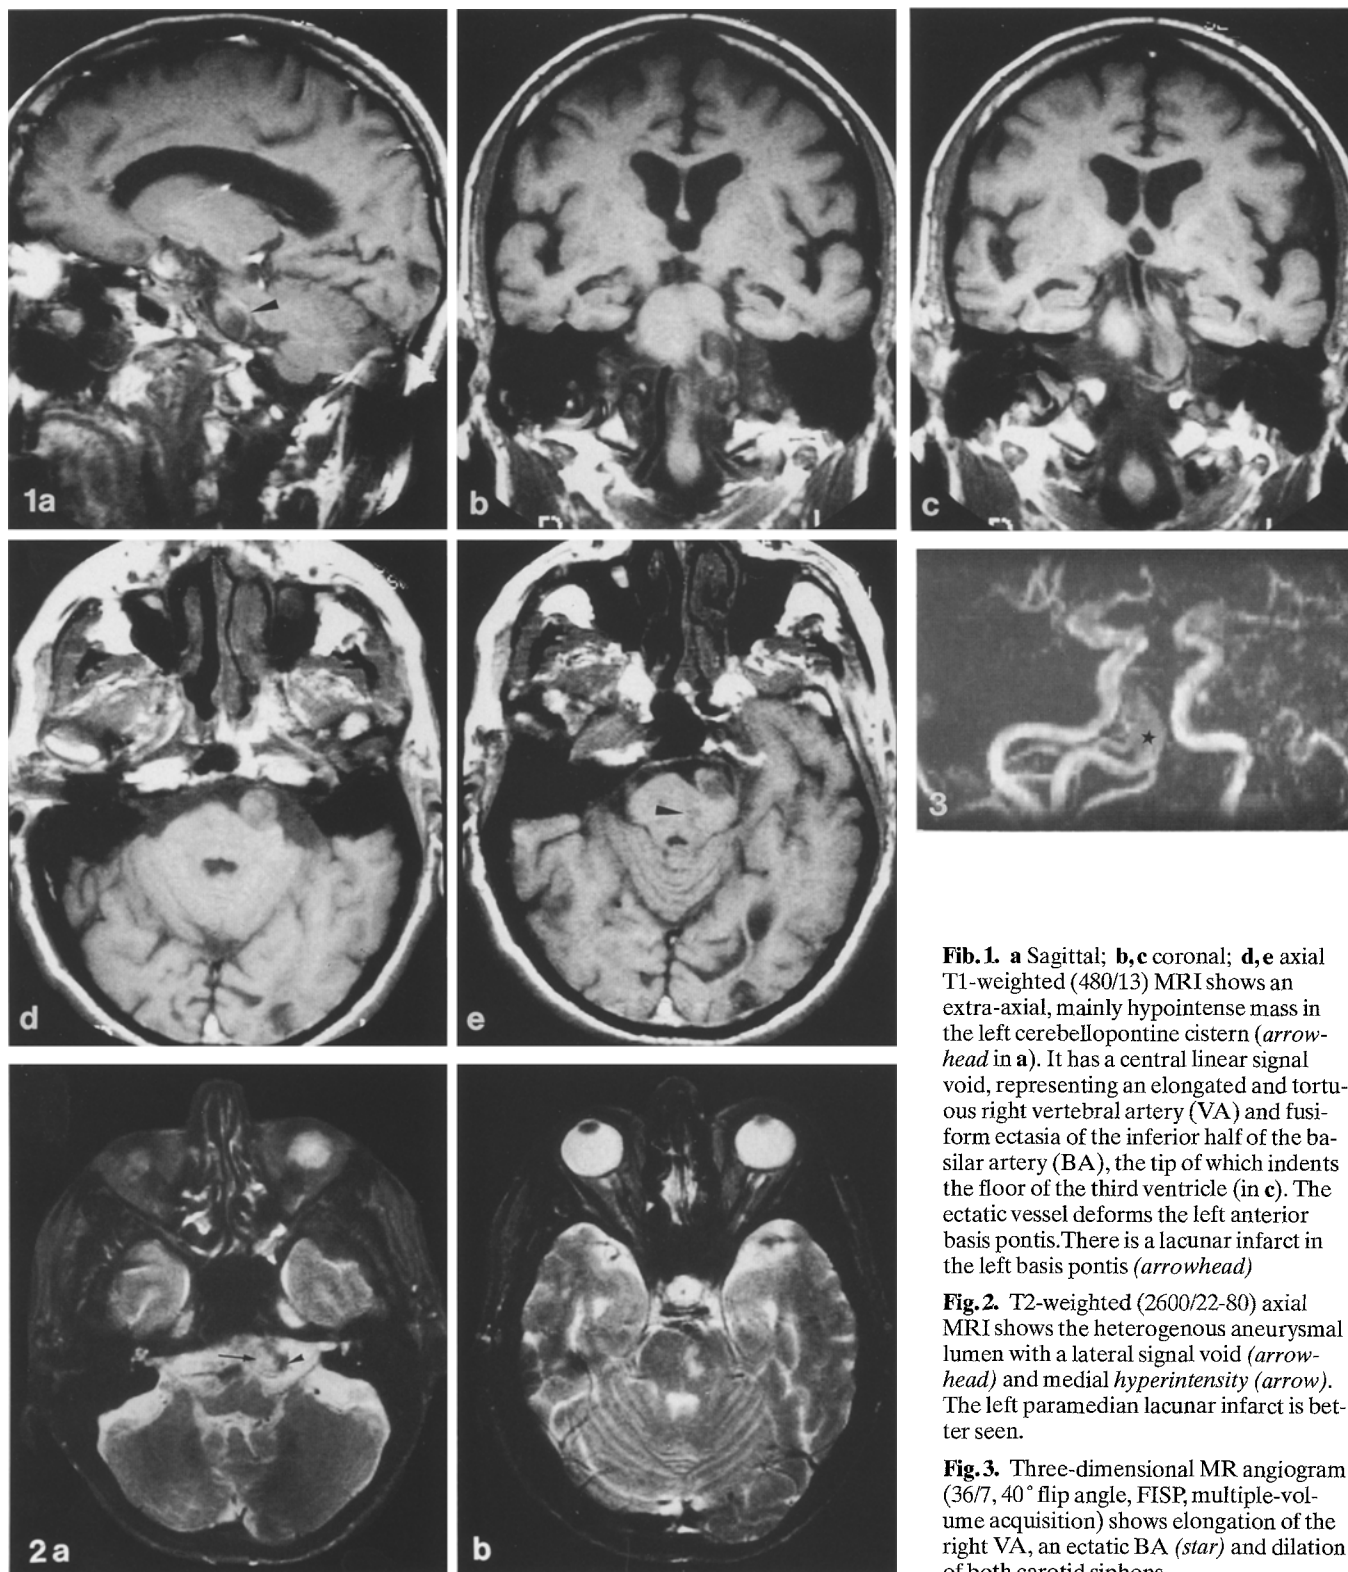 1a
b
c
d
e
3
2a
b
Fib.1. a Sagittal; b,c coronal; d,e axial
T1-weighted (480/13) MRI shows an
extra-axial, mainly hypointense mass in
the left cerebellopontine cistern (arrow-
head in a). It has a central linear signal
void, representing an elongated and tortu-
ous right vertebral artery (VA) and fusi-
form ectasia of the inferior half of the ba-
silar artery (BA), the tip of which indents
the floor of the third ventricle (in c). The
ectatic vessel deforms the left anterior
basis pontis.There is a lacunar infarct in
the left basis pontis (arrowhead)
Fig.2. T2-weighted (2600/22-80) axial
MRI shows the heterogenous aneurysmal
lumen with a lateral signal void (arrow-
head) and medial hyperintensity (arrow).
The left paramedian lacunar infarct is bet-
ter seen.
Fig.3. Three-dimensional MR angiogram
(36/7, 40° flip angle, FISP, multiple-vol-
ume acquisition) shows elongation of the
right VA, an ectatic BA (star) and dilation
of both carotid siphons